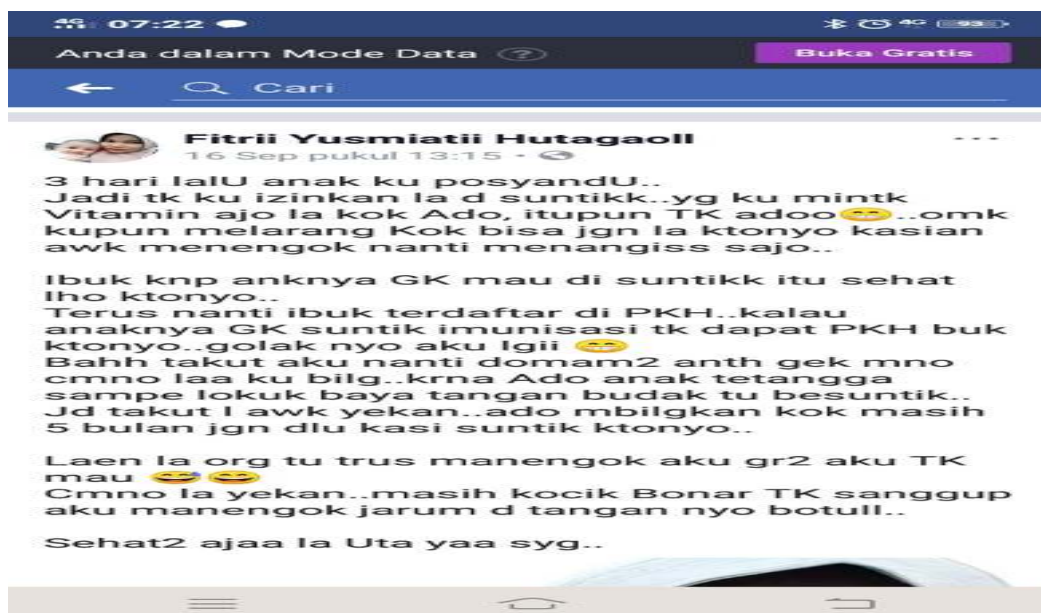 4G 07:22 4G 93
Anda dalam Mode Data ? Buka Gratis
Cari
Fitrii Yusmiatii Hutagaoll
16 Sep pukul 13:15 ·
3 hari lalU anak ku posyandU..
Jadi tk ku izinkan la d suntikk..yg ku mintk
Vitamin ajo la kok Ado, itupun TK adoo😁..omk
kupun melarang Kok bisa jgn la ktonyo kasian
awk menengok nanti menangiss sajo..
Ibuk knp anknya GK mau di suntikk itu sehat
lho ktonyo..
Terus nanti ibuk terdaftar di PKH..kalau
anaknya GK suntik imunisasi tk dapat PKH buk
ktonyo..golak nyo aku lgii 😁
Bahh takut aku nanti domam2 anth gek mno
cmno laa ku bilg..krna Ado anak tetangga
sampe lokuk baya tangan budak tu besuntik..
Jd takut l awk yekan..ado mbilgkan kok masih
5 bulan jgn dlu kasi suntik ktonyo..
Laen la org tu trus manengok aku gr2 aku TK
mau 😅😄
Cmno la yekan..masih kocik Bonar TK sanggup
aku manengok jarum d tangan nyo botull..
Sehat2 ajaa la Uta yaa syg..